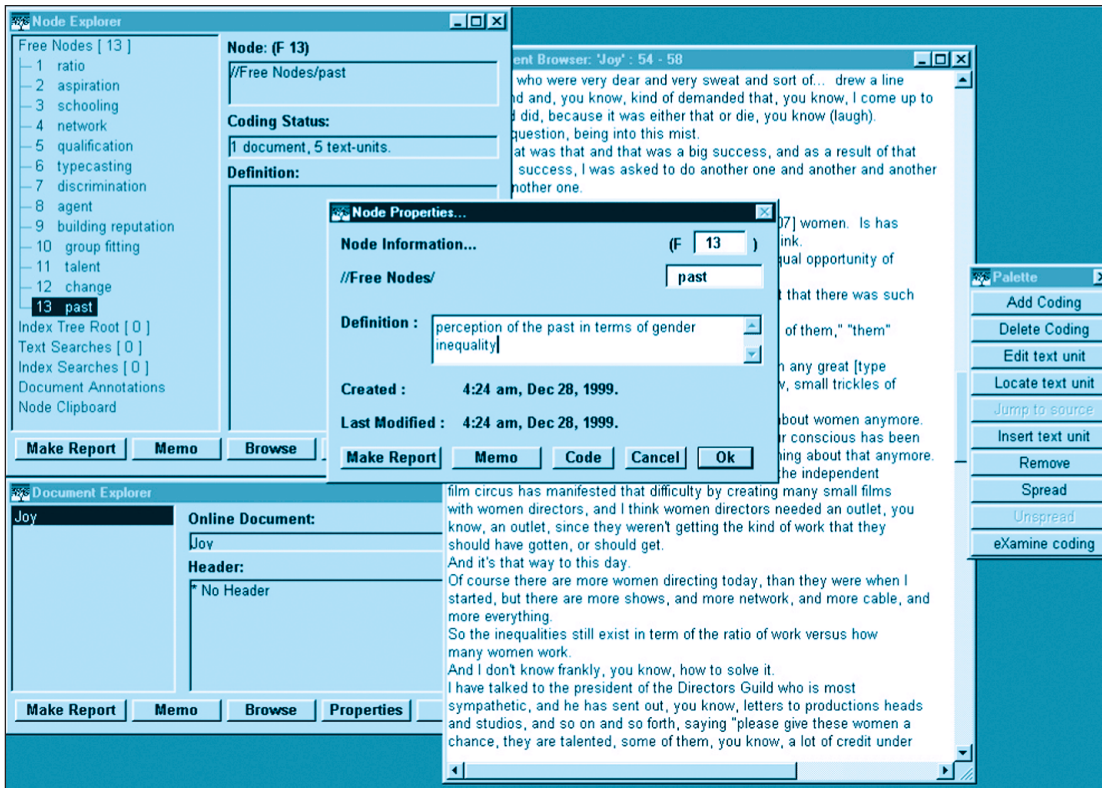 Node Explorer
Free Nodes [ 13 ]
1 ratio
2 aspiration
3 schooling
4 network
5 qualification
6 typecasting
7 discrimination
8 agent
9 building reputation
10 group fitting
11 talent
12 change
13 past
Index Tree Root [ 0 ]
Text Searches [ 0 ]
Index Searches [ 0 ]
Document Annotations
Node Clipboard
Node: (F 13)
//Free Nodes/past
Coding Status:
1 document, 5 text-units.
Definition:
Make Report Memo Browse
Node Properties...
Node Information... (F 13 )
//Free Nodes/ past
Definition : perception of the past in terms of gender
inequality
Created : 4:24 am, Dec 28, 1999.
Last Modified : 4:24 am, Dec 28, 1999.
Make Report Memo Code Cancel Ok
Document Explorer
Joy
Online Document:
Joy
Header:
* No Header
Make Report Memo Browse Properties
ent Browser: 'Joy' : 54 - 58
who were very dear and very sweat and sort of... drew a line
nd and, you know, kind of demanded that, you know, I come up to
I did, because it was either that or die, you know (laugh).
question, being into this mist.
at was that and that was a big success, and as a result of that
success, I was asked to do another one and another and another
nother one.
07] women. Is has
ink.
qual opportunity of
t that there was such
of them," "them"
n any great [type
v, small trickles of
about women anymore.
r conscious has been
hing about that anymore.
the independent
film circus has manifested that difficulty by creating many small films
with women directors, and I think women directors needed an outlet, you
know, an outlet, since they weren't getting the kind of work that they
should have gotten, or should get.
And it's that way to this day.
Of course there are more women directing today, than they were when I
started, but there are more shows, and more network, and more cable, and
more everything.
So the inequalities still exist in term of the ratio of work versus how
many women work.
And I don't know frankly, you know, how to solve it.
I have talked to the president of the Directors Guild who is most
sympathetic, and he has sent out, you know, letters to productions heads
and studios, and so on and so forth, saying "please give these women a
chance, they are talented, some of them, you know, a lot of credit under
Palette
Add Coding
Delete Coding
Edit text unit
Locate text unit
Jump to source
Insert text unit
Remove
Spread
Unspread
eXamine coding